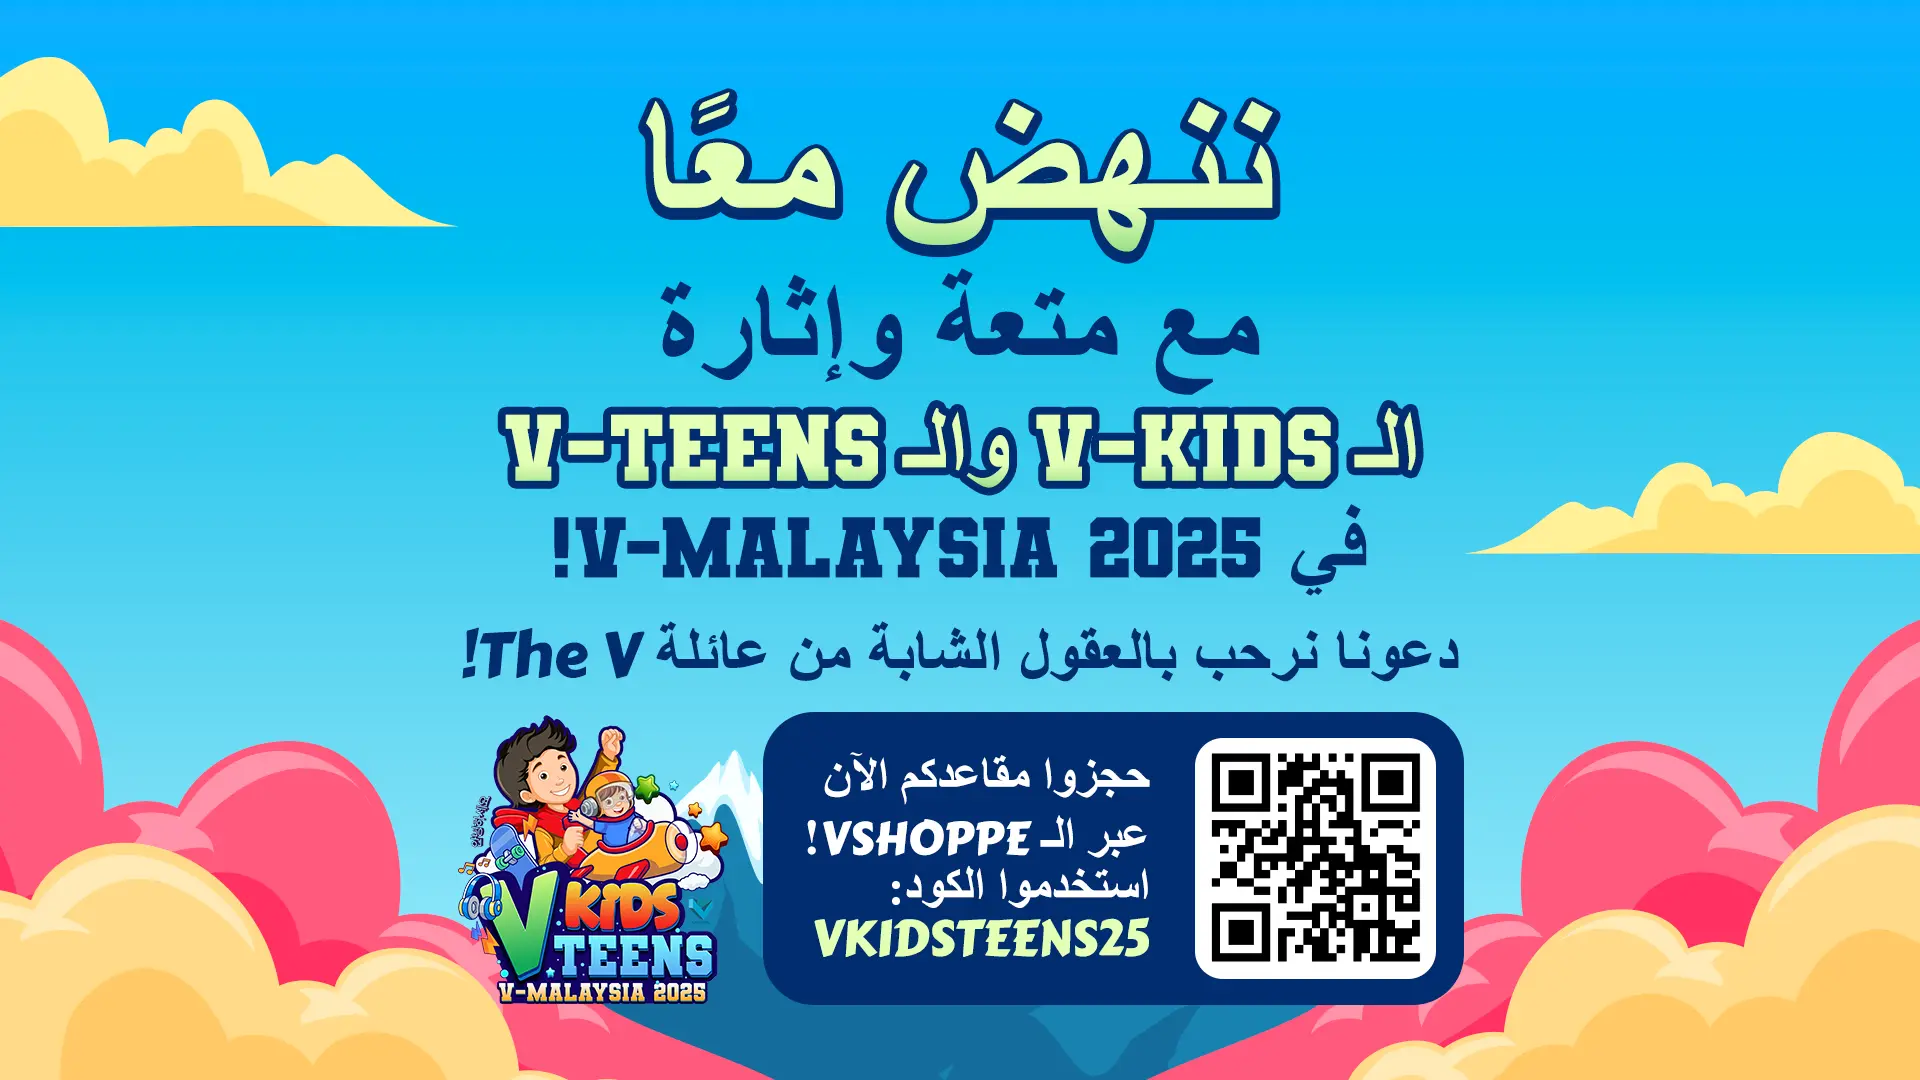 ننهض معًا
مع متعة وإثارة
الـ V-KIDS والـ V-TEENS
في V-MALAYSIA 2025!
دعونا نرحب بالعقول الشابة من عائلة The V!
حجزوا مقاعدكم الآن
عبر الـ VSHOPPE!
استخدموا الكود:
VKIDSTEENS25
V KIDS
TEENS
V-MALAYSIA 2025